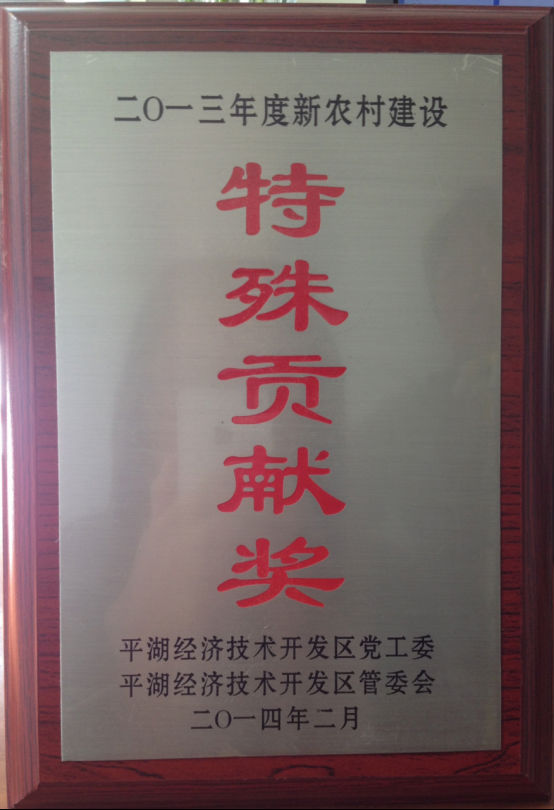 二〇一三年度新农村建设
特殊贡献奖
平湖经济技术开发区党工委
平湖经济技术开发区管委会
二〇一四年二月